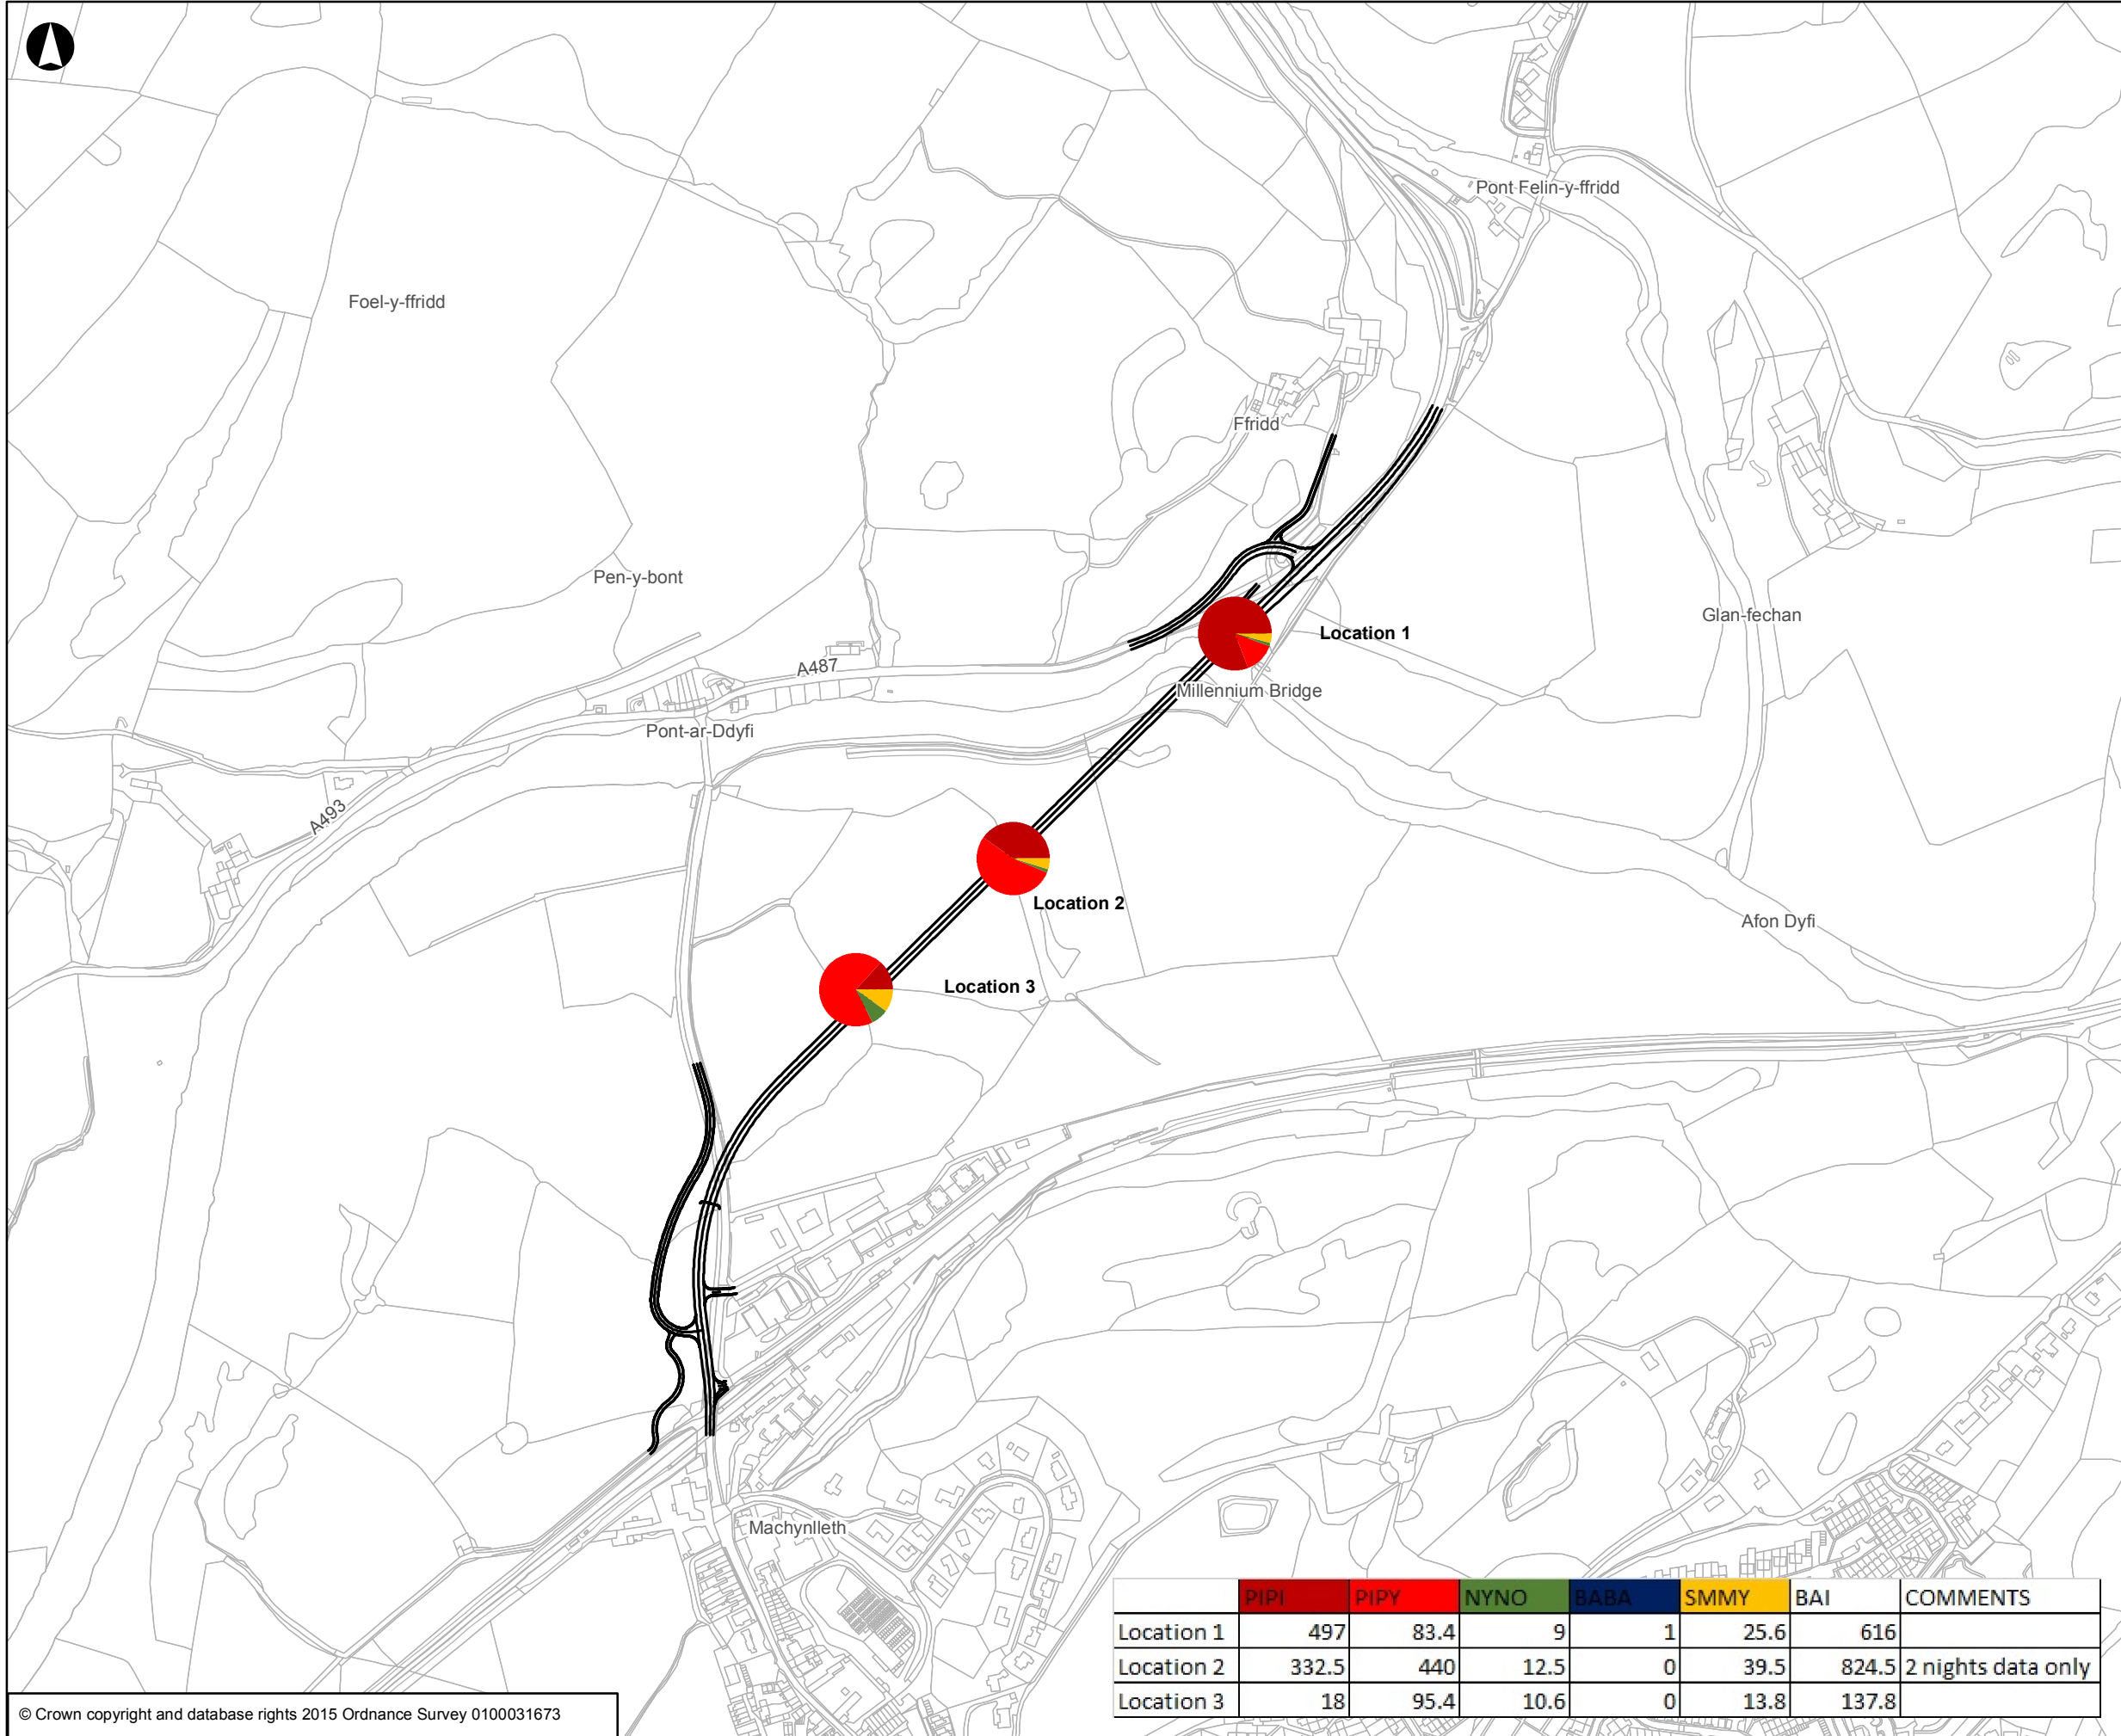 Pont Felin-y-ffridd
Foel-y-ffridd
Ffridd
Pen-y-bont
Glan-fechan
Location 1
A487
Millennium Bridge
Pont-ar-Ddyfi
A493
Location 2
Afon Dyfi
Location 3
Machynlleth
PIPI PIPY NYNO BABA SMMY BAI COMMENTS
Location 1 497 83.4 9 1 25.6 616
Location 2 332.5 440 12.5 0 39.5 824.5 2 nights data only
Location 3 18 95.4 10.6 0 13.8 137.8
© Crown copyright and database rights 2015 Ordnance Survey 0100031673